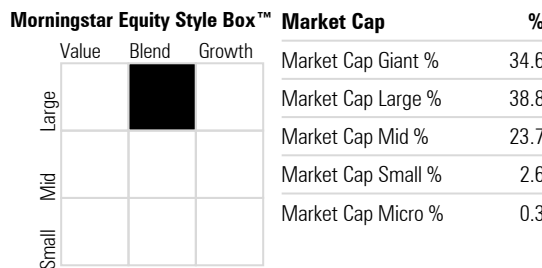 Morningstar Equity Style Box™
Value Blend Growth
Large
Mid
Small
Market Cap %
Market Cap Giant % 34.6
Market Cap Large % 38.8
Market Cap Mid % 23.7
Market Cap Small % 2.6
Market Cap Micro % 0.3